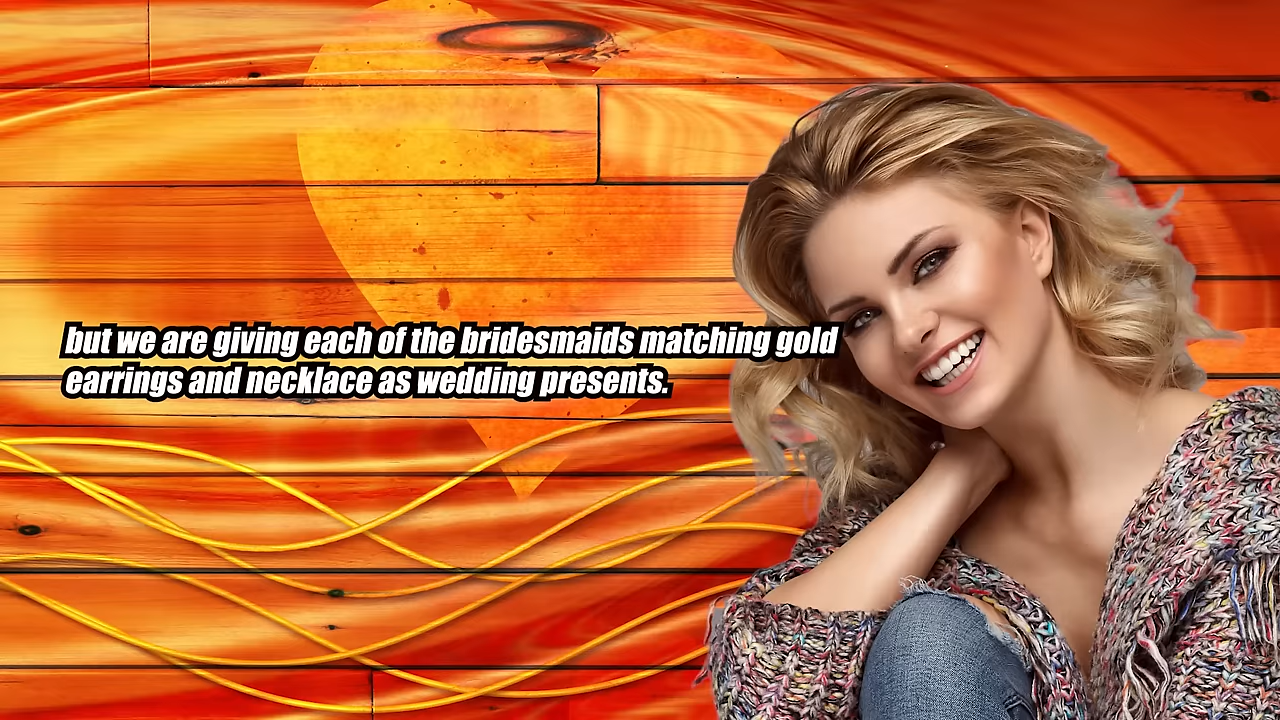 but we are giving each of the bridesmaids matching gold
earrings and necklace as wedding presents.